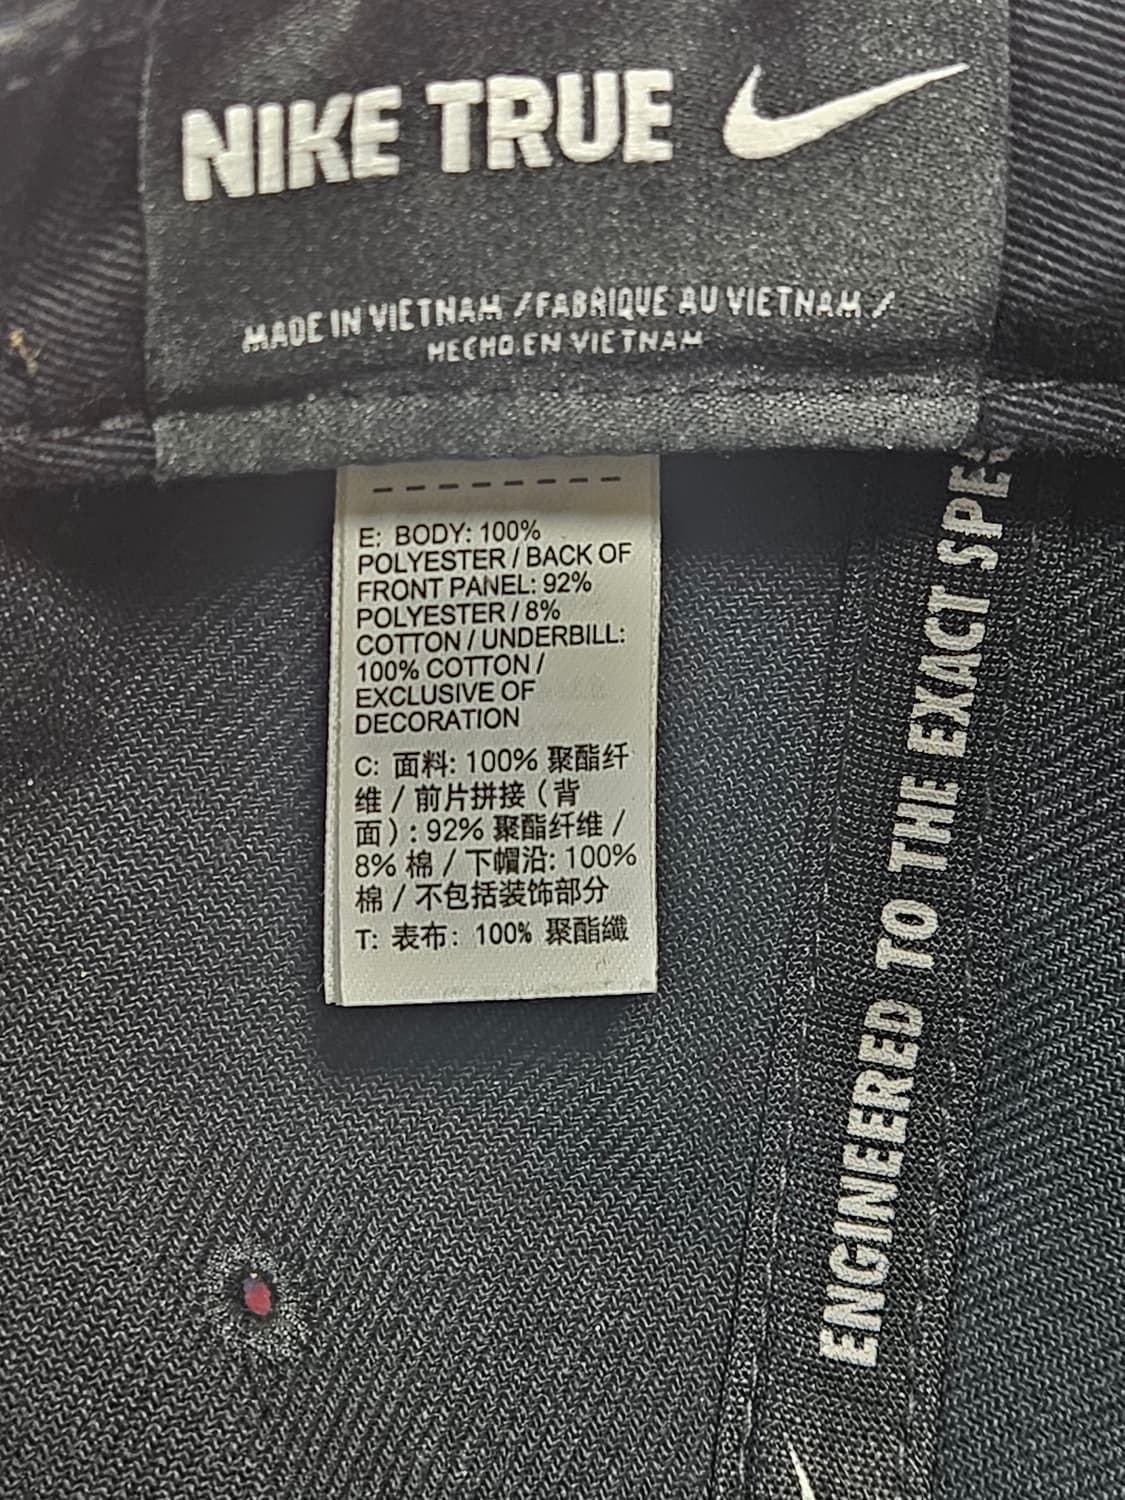 NIKE TRUE
MADE IN VIETNAM / FABRIQUE AU VIETNAM /
HECHO EN VIETNAM
E: BODY: 100%
POLYESTER / BACK OF
FRONT PANEL: 92%
POLYESTER / 8%
COTTON / UNDERBILL:
100% COTTON /
EXCLUSIVE OF
DECORATION
C: 面料: 100% 聚酯纤
维 / 前片拼接（背
面）: 92% 聚酯纤维 /
8% 棉 / 下帽沿: 100%
棉 / 不包括装饰部分
T: 表布: 100% 聚酯纖
ENGINEERED TO THE EXACT SPE